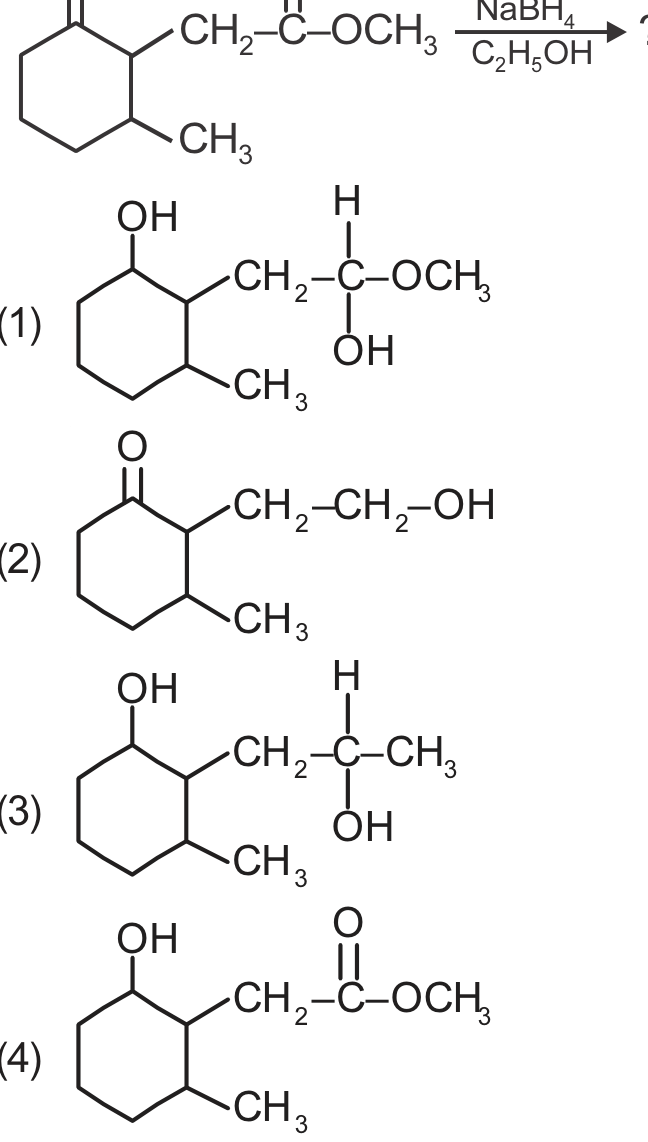 CH₂–C–OCH₃ NaBH₄
C₂H₅OH
CH₃
OH H
CH₂–C–OCH₃
(1) OH
CH₃
O
CH₂–CH₂–OH
(2)
CH₃
OH H
CH₂–C–CH₃
(3) OH
CH₃
OH O
CH₂–C–OCH₃
(4)
CH₃